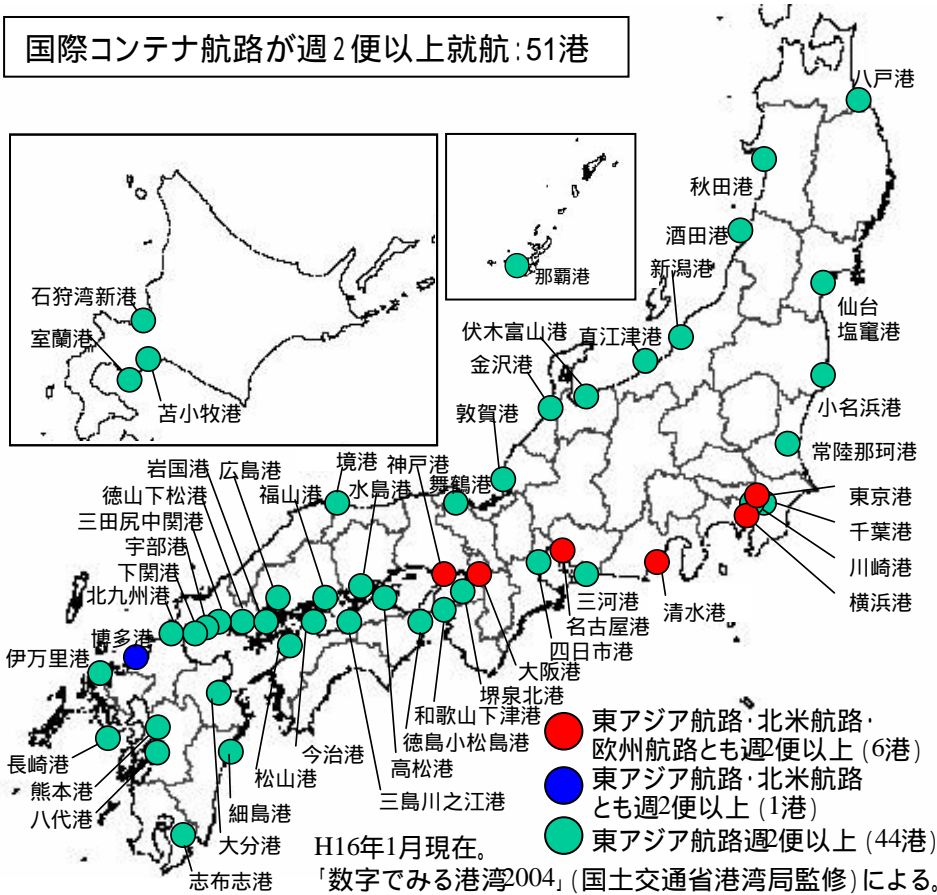 国際コンテナ航路が週2便以上就航:51港
八戸港
秋田港
酒田港
新潟港
那覇港
仙台
塩竈港
石狩湾新港
室蘭港
苫小牧港
伏木富山港
直江津港
金沢港
敦賀港
小名浜港
常陸那珂港
岩国港
広島港
境港
神戸港
舞鶴港
徳山下松港
福山港
水島港
三田尻中関港
宇部港
下関港
北九州港
博多港
伊万里港
東京港
千葉港
川崎港
横浜港
三河港
清水港
名古屋港
四日市港
大阪港
堺泉北港
和歌山下津港
徳島小松島港
高松港
三島川之江港
今治港
松山港
長崎港
熊本港
八代港
細島港
大分港
志布志港
東アジア航路・北米航路・
欧州航路とも週2便以上 (6港)
東アジア航路・北米航路
とも週2便以上 (1港)
東アジア航路週2便以上 (44港)
H16年1月現在。
「数字でみる港湾2004」(国土交通省港湾局監修)による。